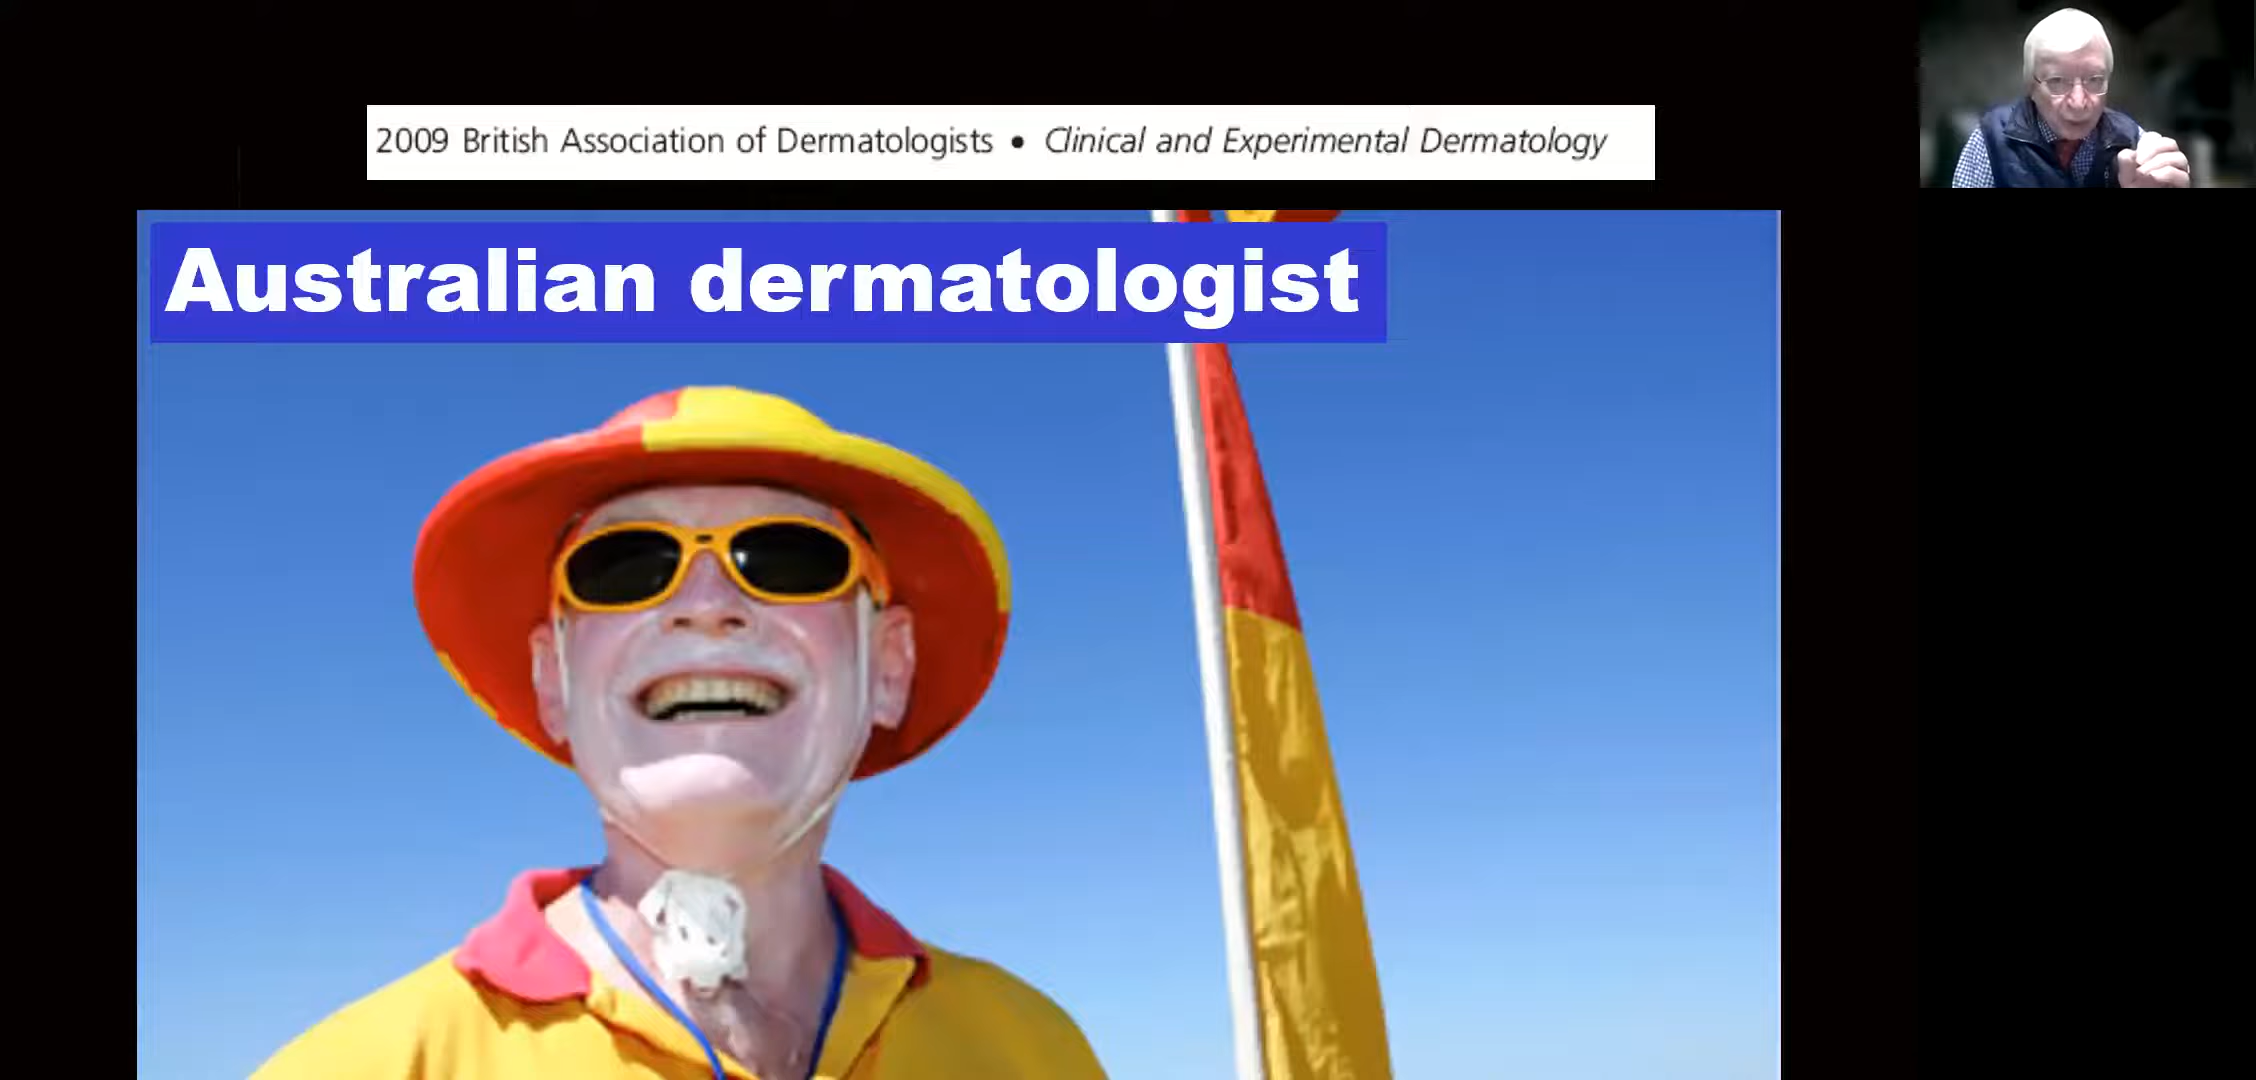 2009 British Association of Dermatologists • Clinical and Experimental Dermatology
Australian dermatologist